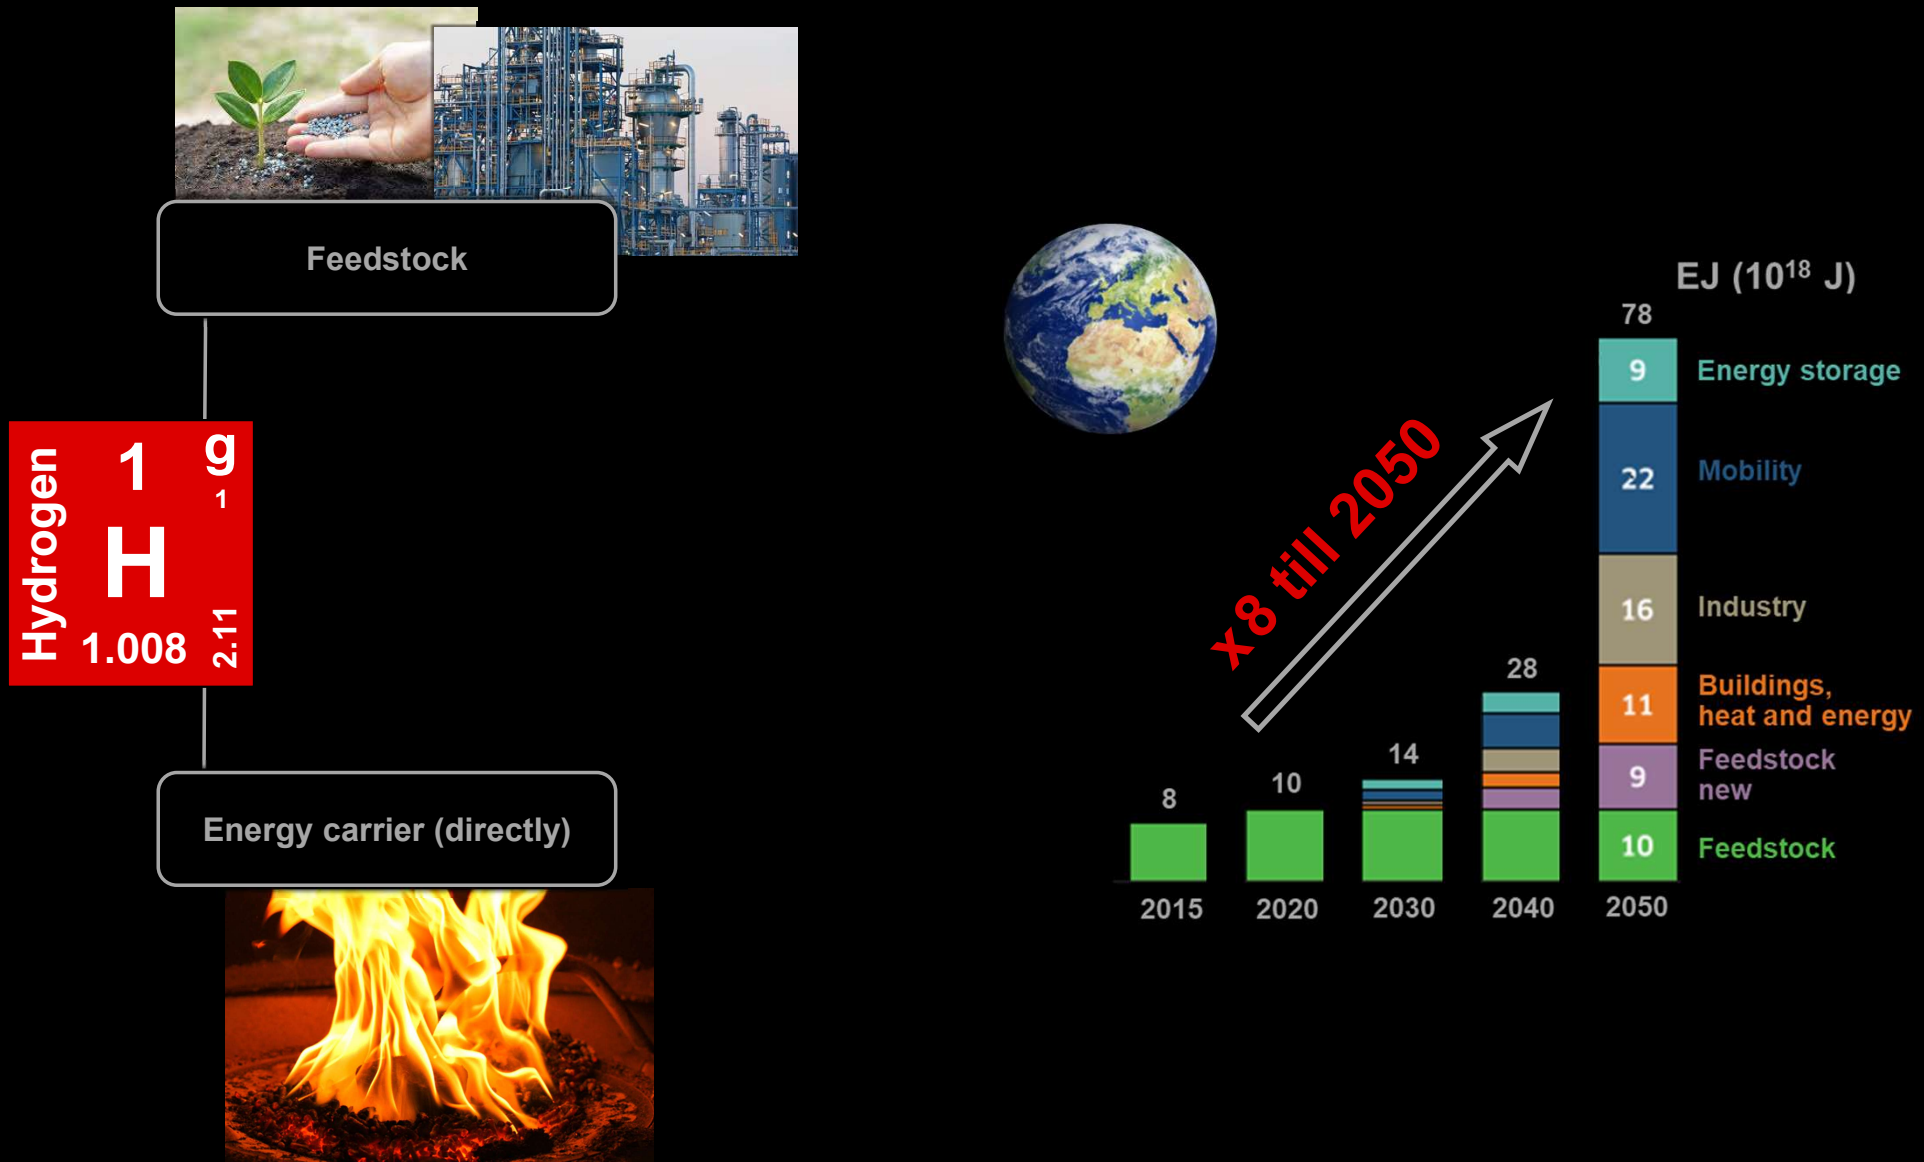 Feedstock
Hydrogen
1
g
1
H
1.008
2.11
Energy carrier (directly)
x8 till 2050
EJ (10¹⁸ J)
78
9
Energy storage
22
Mobility
16
Industry
11
Buildings,
heat and energy
9
Feedstock
new
10
Feedstock
28
14
10
8
2015
2020
2030
2040
2050